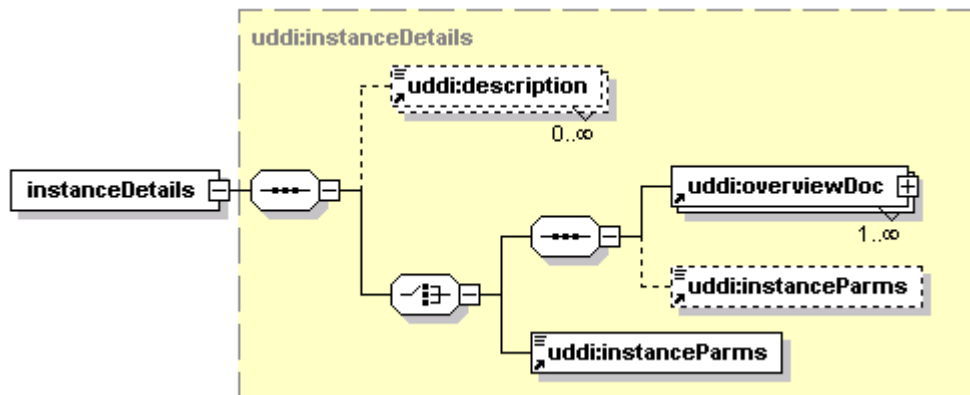 uddi:instanceDetails
uddi:description
0..∞
instanceDetails
uddi:overviewDoc
1..∞
uddi:instanceParms
uddi:instanceParms